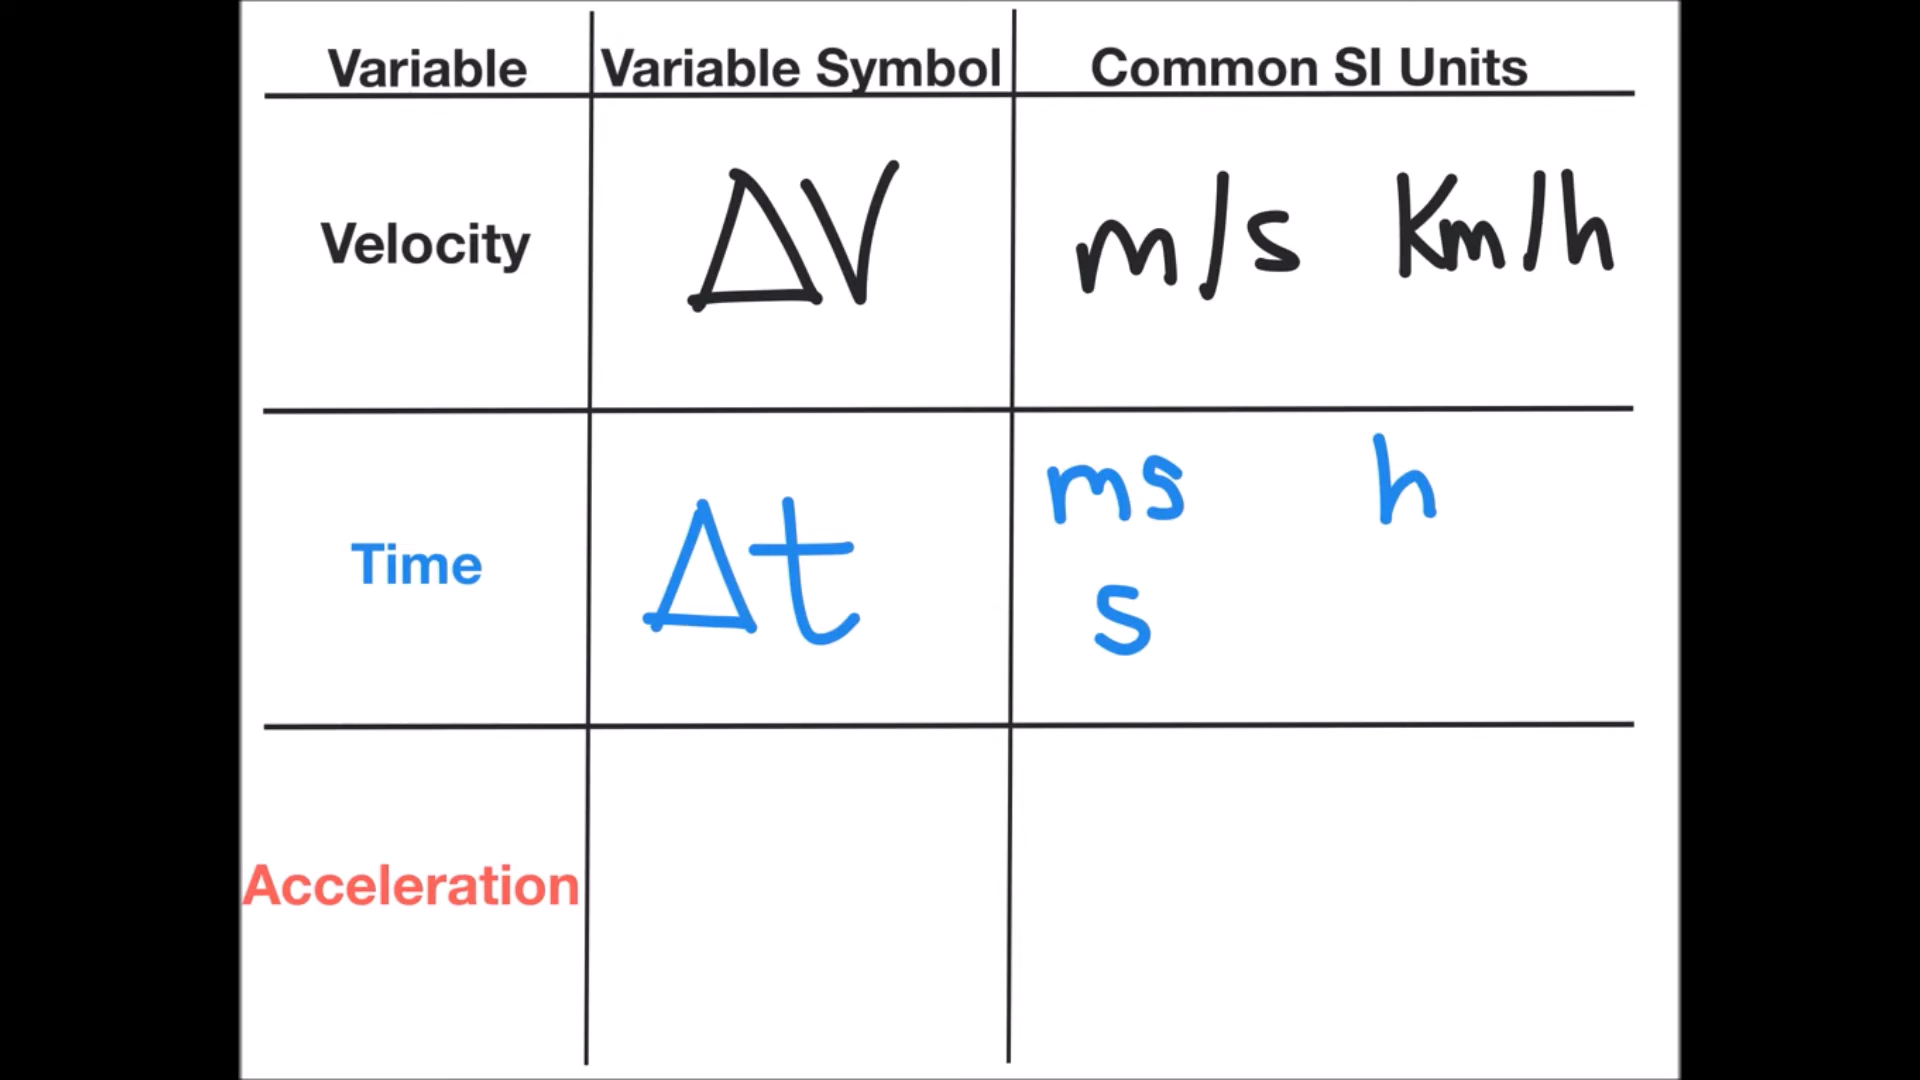 Variable Variable Symbol Common SI Units
Velocity ΔV m/s Km/h
Time Δt ms h
s
Acceleration